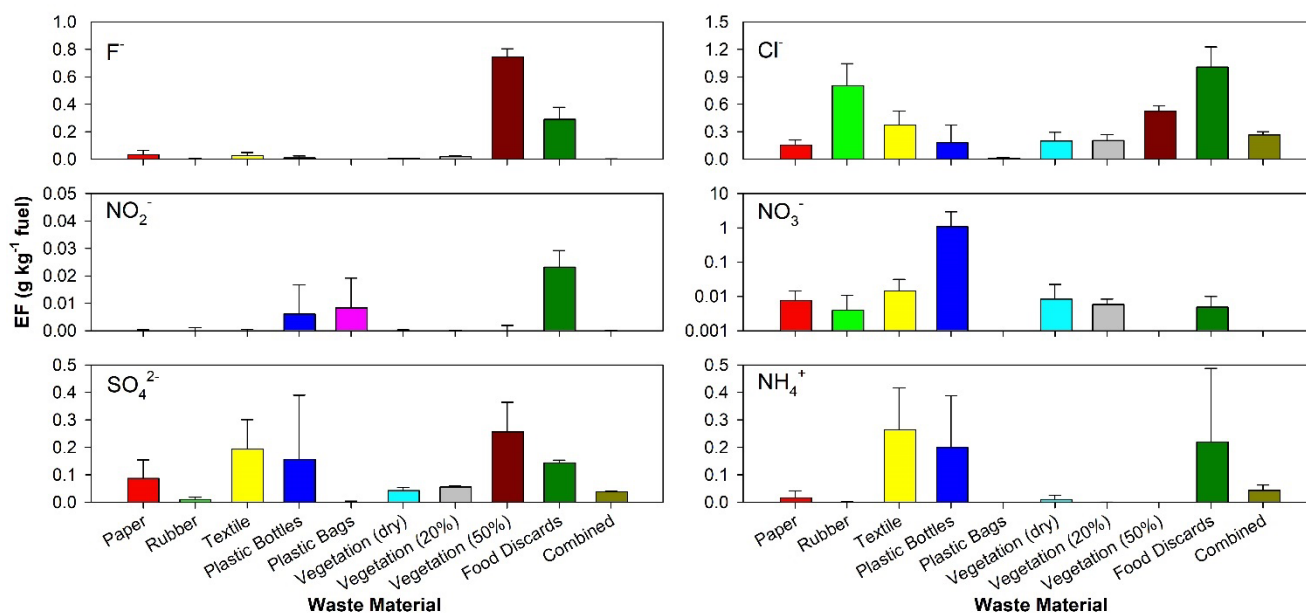 F⁻
1.0
0.8
0.6
0.4
0.2
0.0
Cl⁻
1.5
1.2
0.9
0.6
0.3
0.0
NO₂⁻
0.05
0.04
0.03
0.02
0.01
0.00
NO₃⁻
10
1
0.1
0.01
0.001
SO₄²⁻
0.5
0.4
0.3
0.2
0.1
0.0
NH₄⁺
0.5
0.4
0.3
0.2
0.1
0.0
EF (g kg⁻¹ fuel)
Paper
Rubber
Textile
Plastic Bottles
Plastic Bags
Vegetation (dry)
Vegetation (20%)
Vegetation (50%)
Food Discards
Combined
Waste Material
Paper
Rubber
Textile
Plastic Bottles
Plastic Bags
Vegetation (dry)
Vegetation (20%)
Vegetation (50%)
Food Discards
Combined
Waste Material